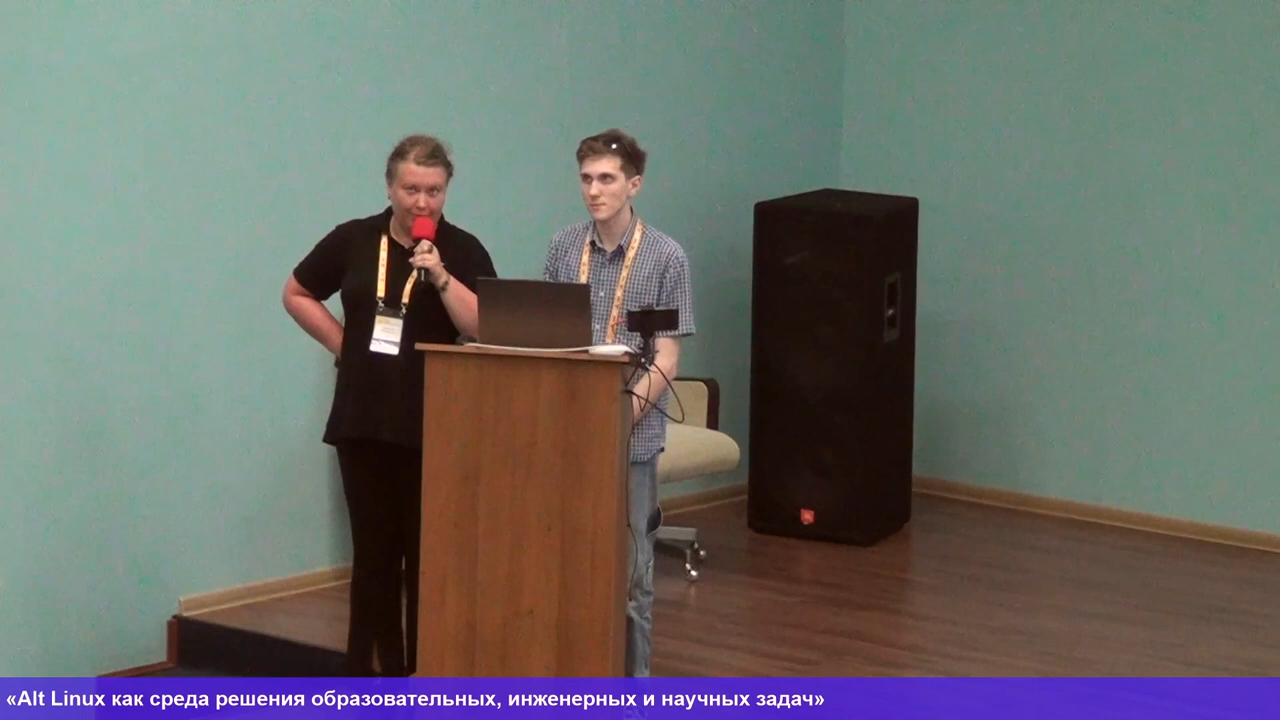 «Alt Linux как среда решения образовательных, инженерных и научных задач»